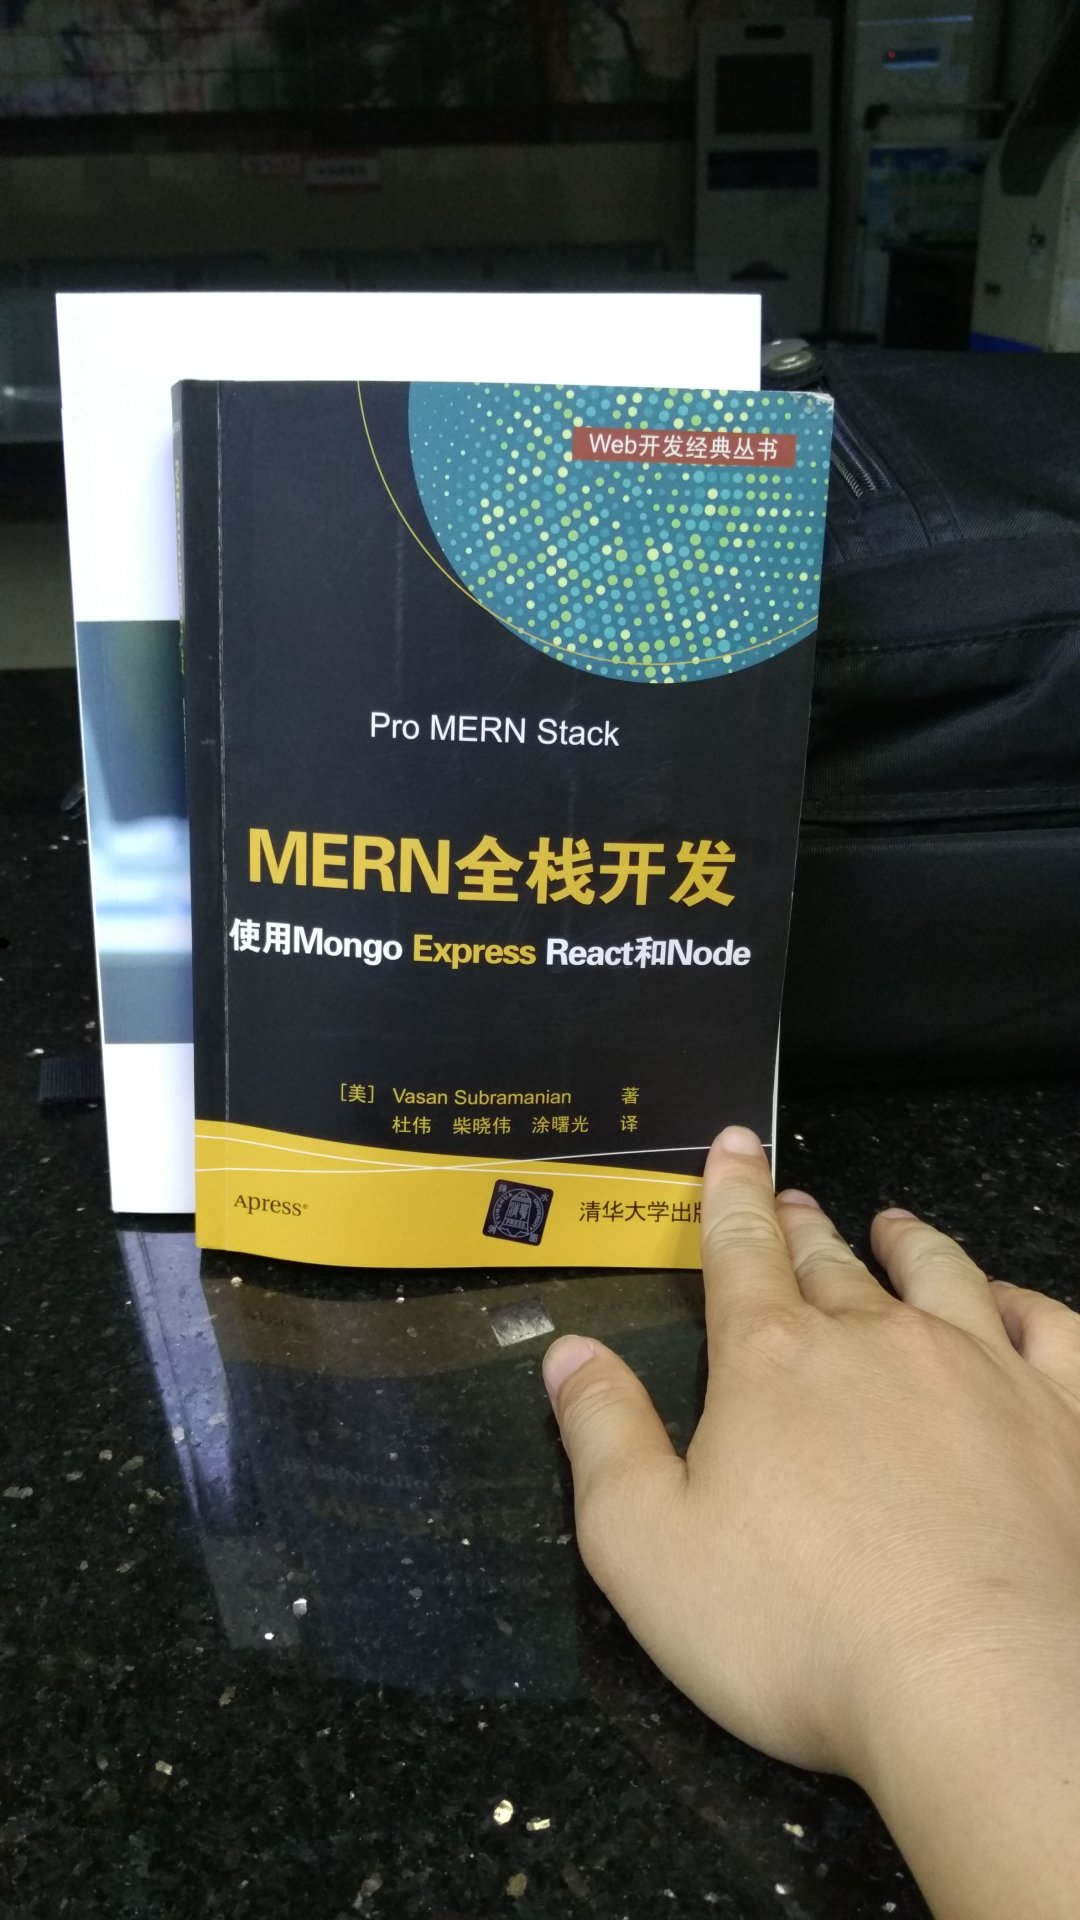 Web开发经典丛书
Pro MERN Stack
MERN全栈开发
使用Mongo Express React和Node
[美] Vasan Subramanian 著
杜伟 柴晓伟 涂曙光 译
Apress®
清华大学出版